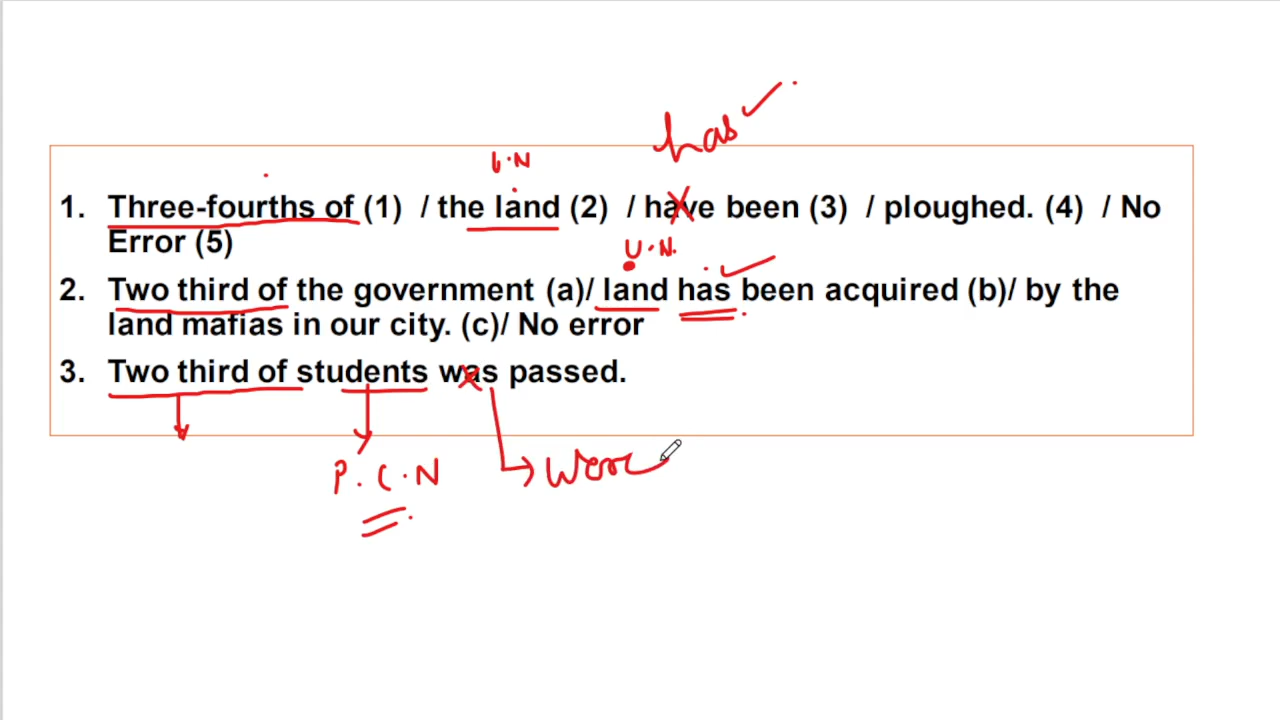 has
U.N
1. Three-fourths of (1) / the land (2) / have been (3) / ploughed. (4) / No
Error (5)
U.N.
2. Two third of the government (a)/ land has been acquired (b)/ by the
land mafias in our city. (c)/ No error
3. Two third of students was passed.
P.C.N
were